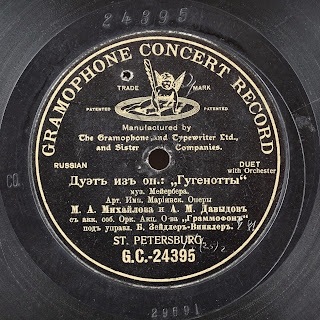 24395
GRAMOPHONE CONCERT RECORD
TRADE MARK
PATENTED PATENTED
Manufactured by
The Gramophone and Typewriter Ltd.,
and Sister Companies.
RUSSIAN
DUET
with Orchester
Дуэтъ изъ оп.: „Гугенотты“
муз. Мейербера.
Арт. Имп. Маріинск. Оперы
М. А. Михайлова и А. М. Давыдовъ
съ акк. соб. Орк. Акц. О-ва „Граммофонъ“
подъ управл. Б. Зейдлеръ-Винклеръ.
ST. PETERSBURG
G.C.-24395